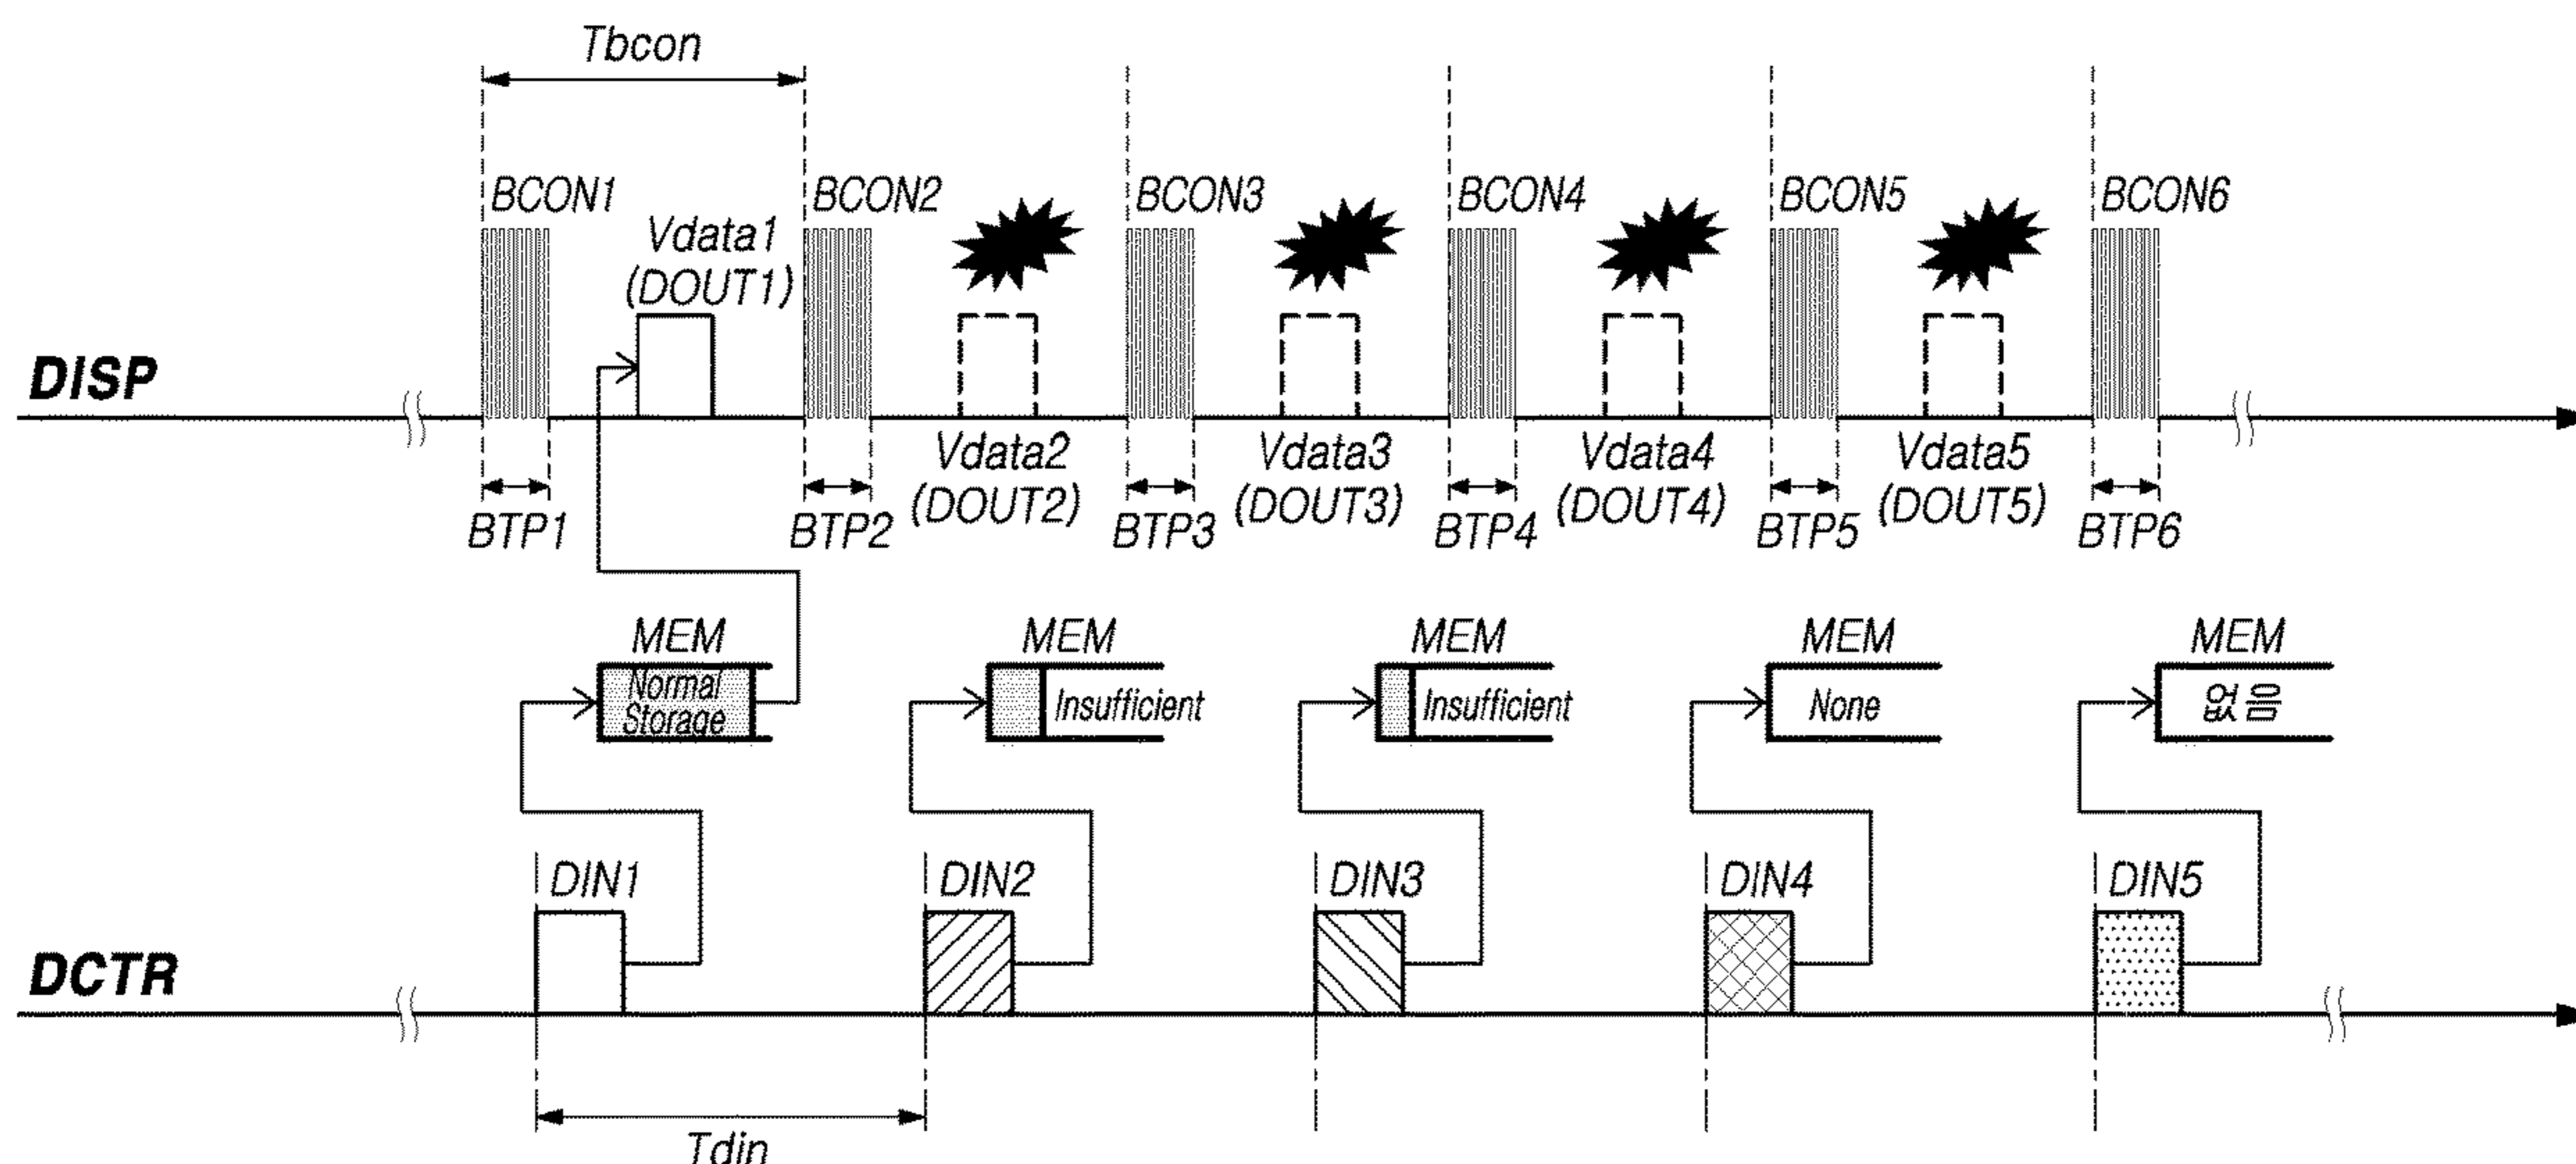 Tbcon
BCON1
BCON2
BCON3
BCON4
BCON5
BCON6
Vdata1
(DOUT1)
DISP
Vdata2
(DOUT2)
Vdata3
(DOUT3)
Vdata4
(DOUT4)
Vdata5
(DOUT5)
BTP1
BTP2
BTP3
BTP4
BTP5
BTP6
MEM
Normal
Storage
MEM
Insufficient
MEM
Insufficient
MEM
None
MEM
없음
DIN1
DIN2
DIN3
DIN4
DIN5
DCTR
Tdin